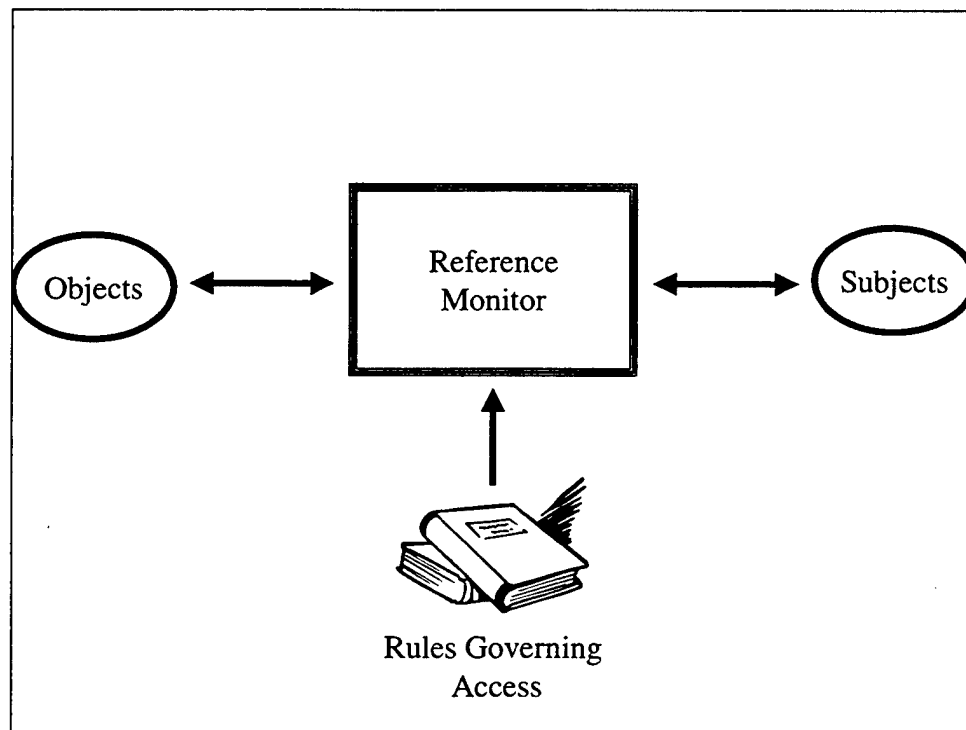 Objects
Reference
Monitor
Subjects
Rules Governing
Access